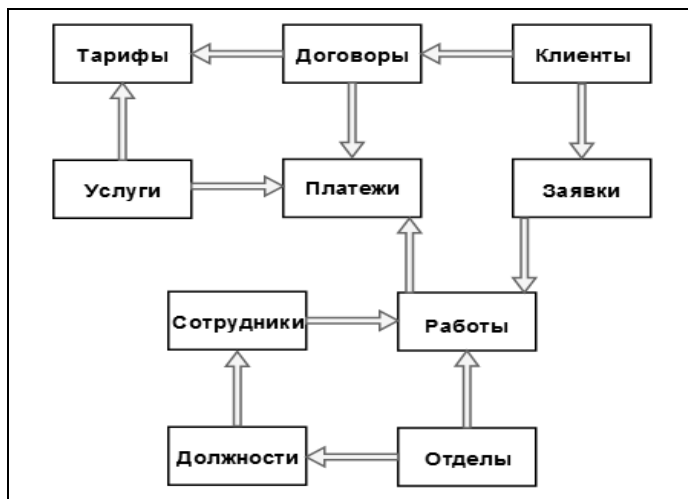 Тарифы
Договоры
Клиенты
Услуги
Платежи
Заявки
Сотрудники
Работы
Должности
Отделы